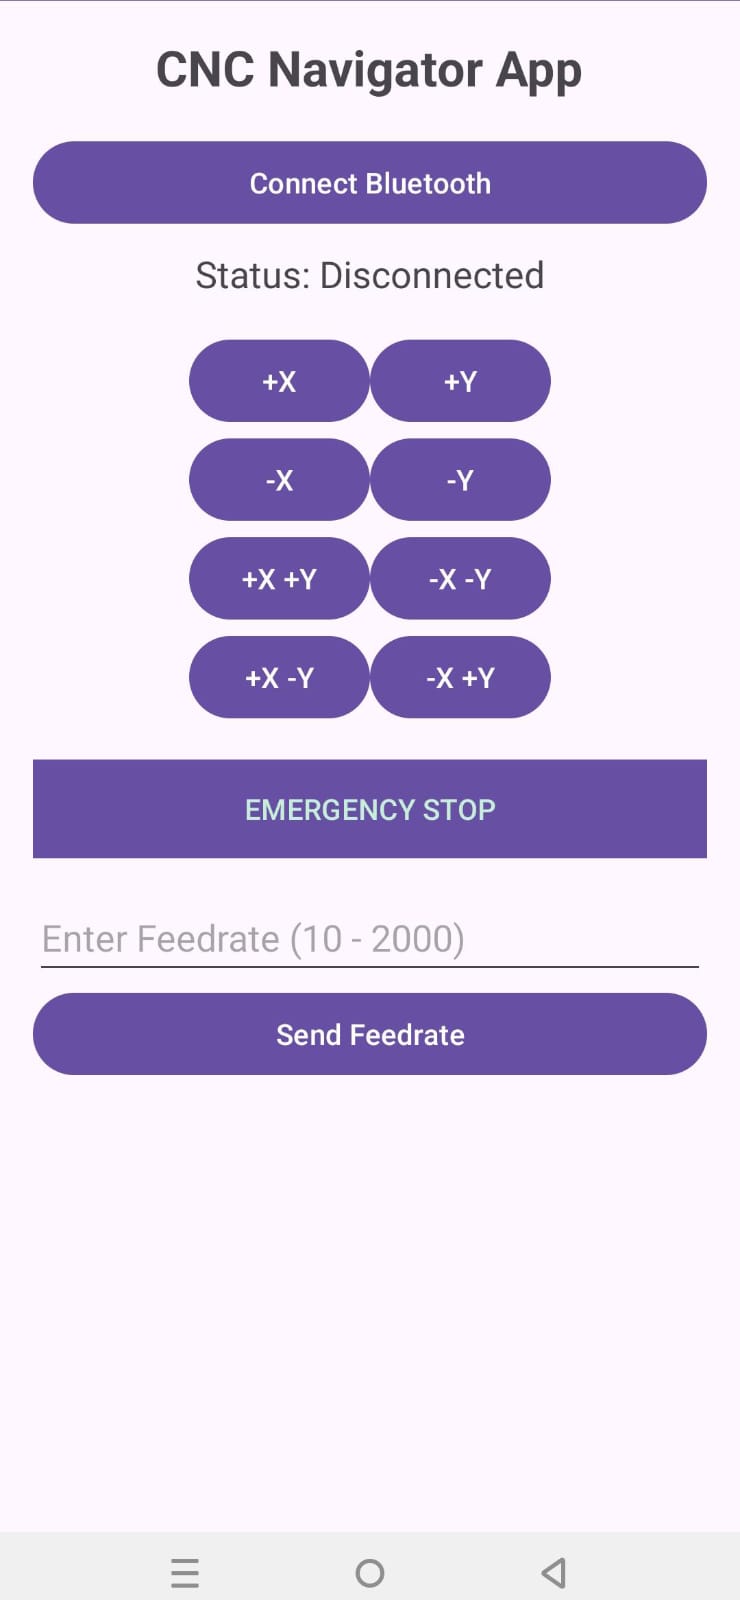 CNC Navigator App
Connect Bluetooth
Status: Disconnected
+X +Y
-X -Y
+X +Y -X -Y
+X -Y -X +Y
EMERGENCY STOP
Enter Feedrate (10 - 2000)
Send Feedrate